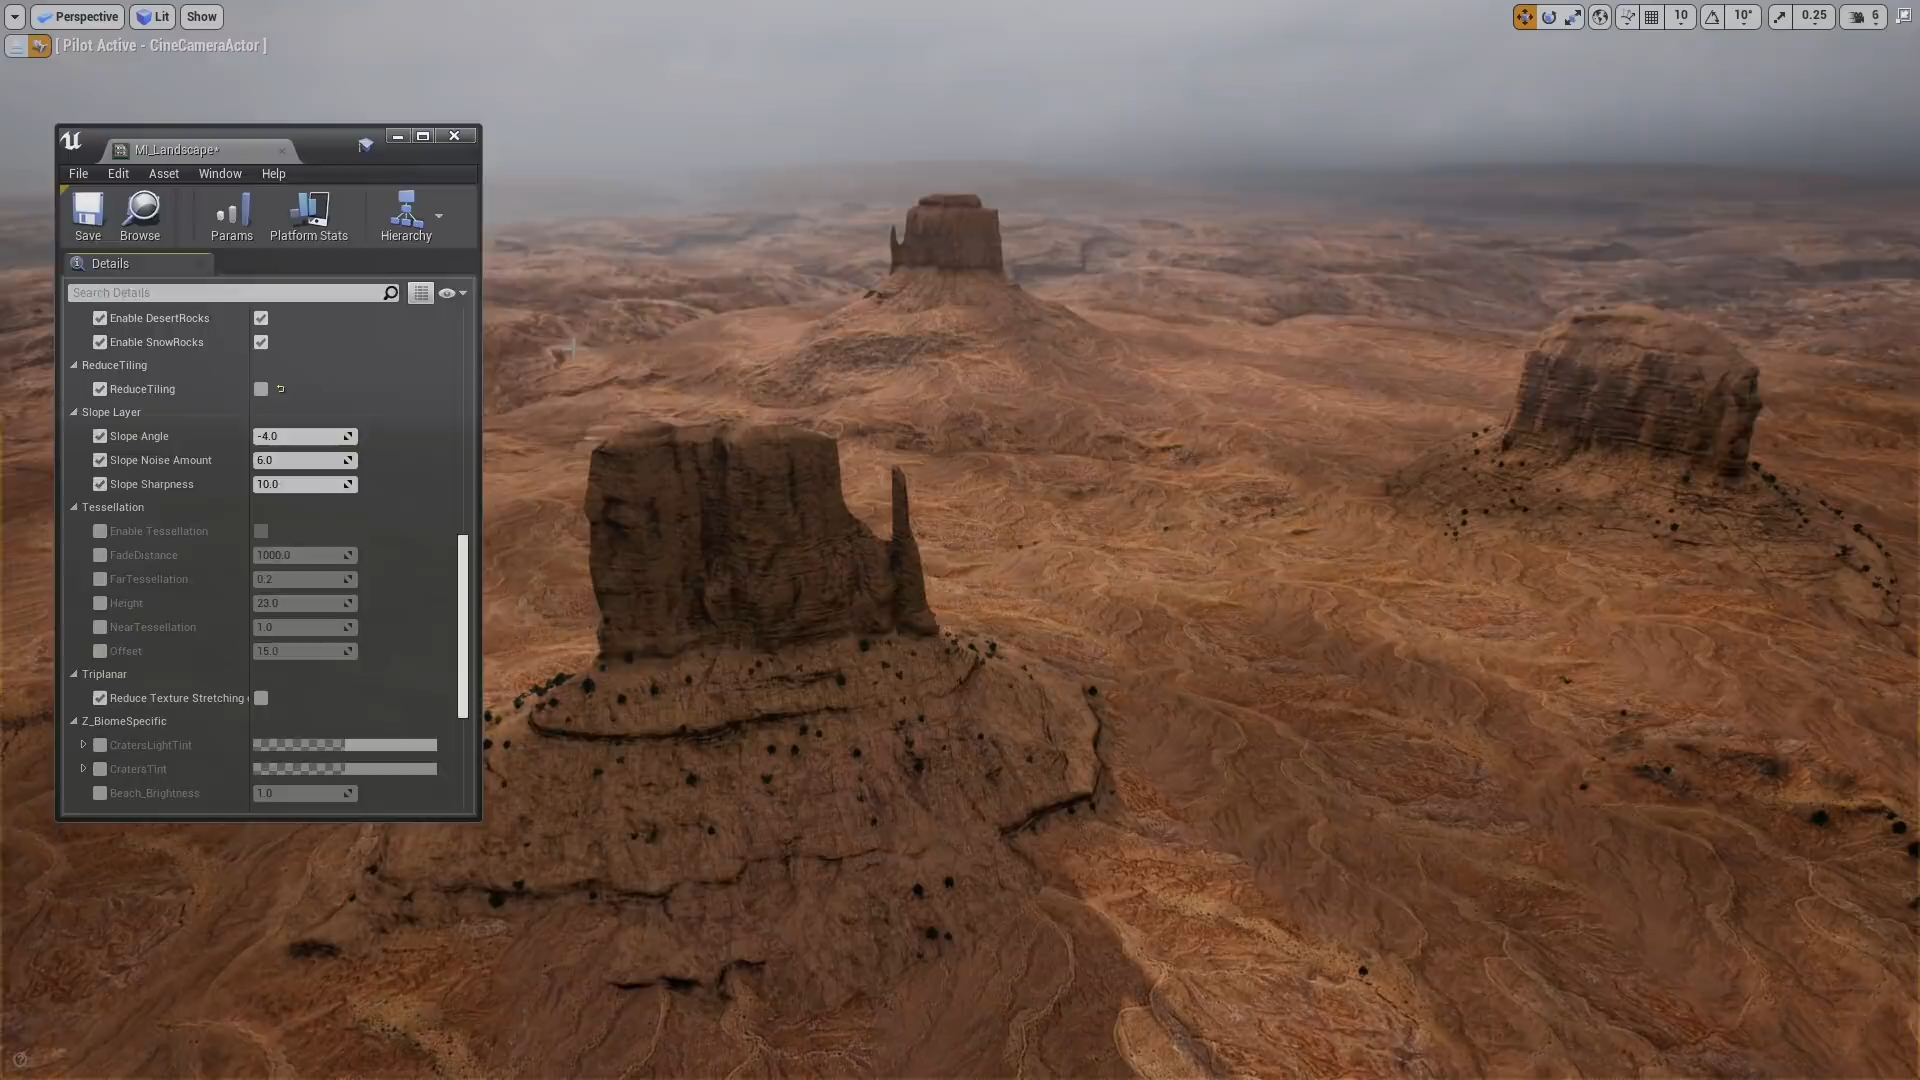 Perspective
Lit
Show
10
10°
0.25
6
[ Pilot Active - CineCameraActor ]
MI_Landscape*
File Edit Asset Window Help
Save
Browse
Params
Platform Stats
Hierarchy
Details
Search Details
Enable DesertRocks
Enable SnowRocks
ReduceTiling
ReduceTiling
Slope Layer
Slope Angle -4.0
Slope Noise Amount 6.0
Slope Sharpness 10.0
Tessellation
Enable Tessellation
FadeDistance 1000.0
FarTessellation 0.2
Height 23.0
NearTessellation 1.0
Offset 15.0
Triplanar
Reduce Texture Stretching
Z_BiomeSpecific
CratersLightTint
CratersTint
Beach_Brightness 1.0